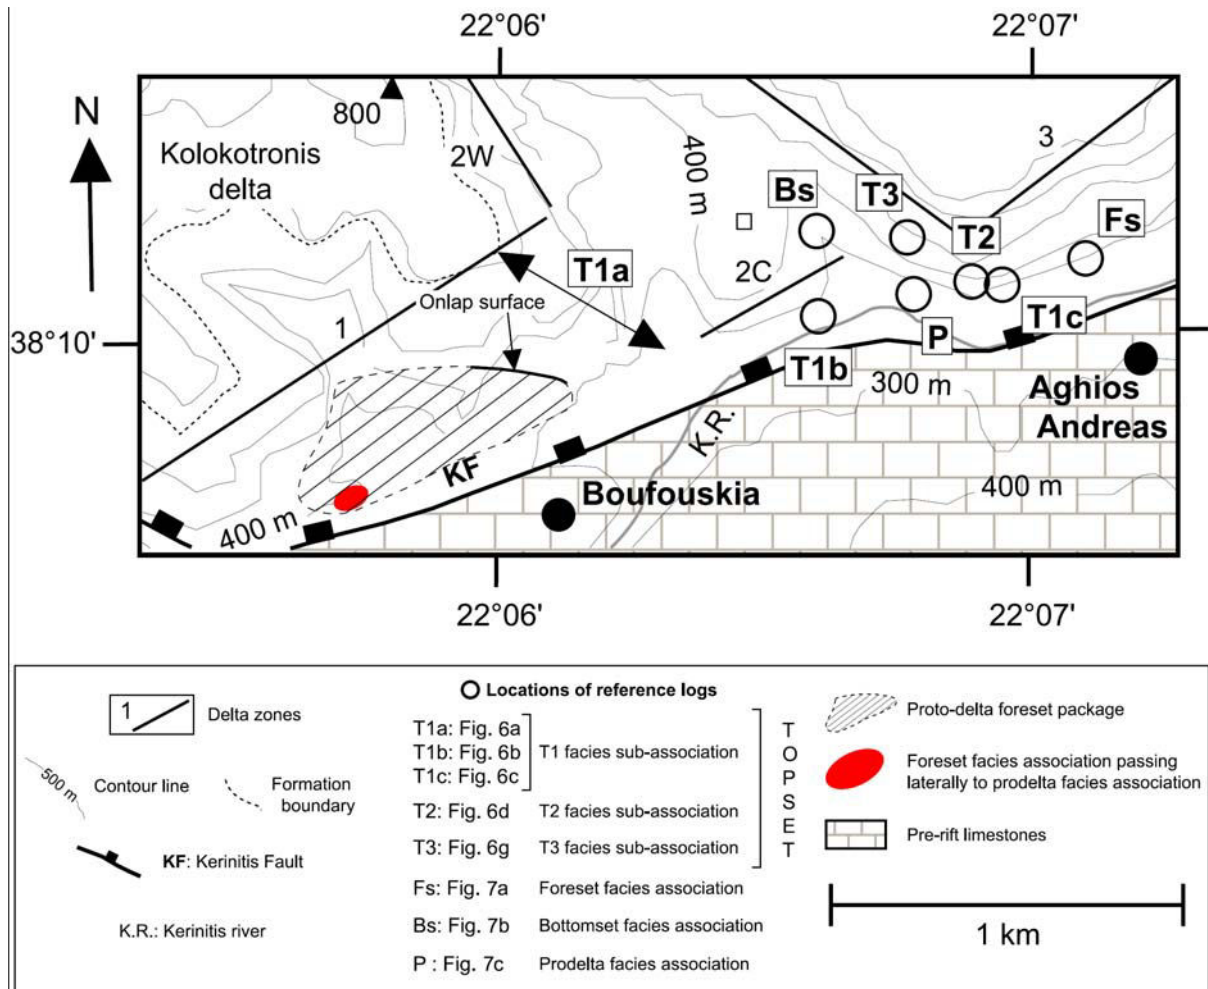 22°06'
22°07'
N
800
Kolokotronis
delta
2W
400 m
Bs
T3
3
Fs
T2
T1a
2C
Onlap surface
1
38°10'
P
T1c
T1b
300 m
Aghios
Andreas
K.R.
KF
Boufouskia
400 m
400 m
22°06'
22°07'
1
Delta zones
500 m
Contour line
Formation
boundary
KF: Kerinitis Fault
K.R.: Kerinitis river
Locations of reference logs
T1a: Fig. 6a
T1b: Fig. 6b
T1c: Fig. 6c
T1 facies sub-association
T2: Fig. 6d T2 facies sub-association
T3: Fig. 6g T3 facies sub-association
TOPSET
Fs: Fig. 7a Foreset facies association
Bs: Fig. 7b Bottomset facies association
P : Fig. 7c Prodelta facies association
Proto-delta foreset package
Foreset facies association passing
laterally to prodelta facies association
Pre-rift limestones
1 km